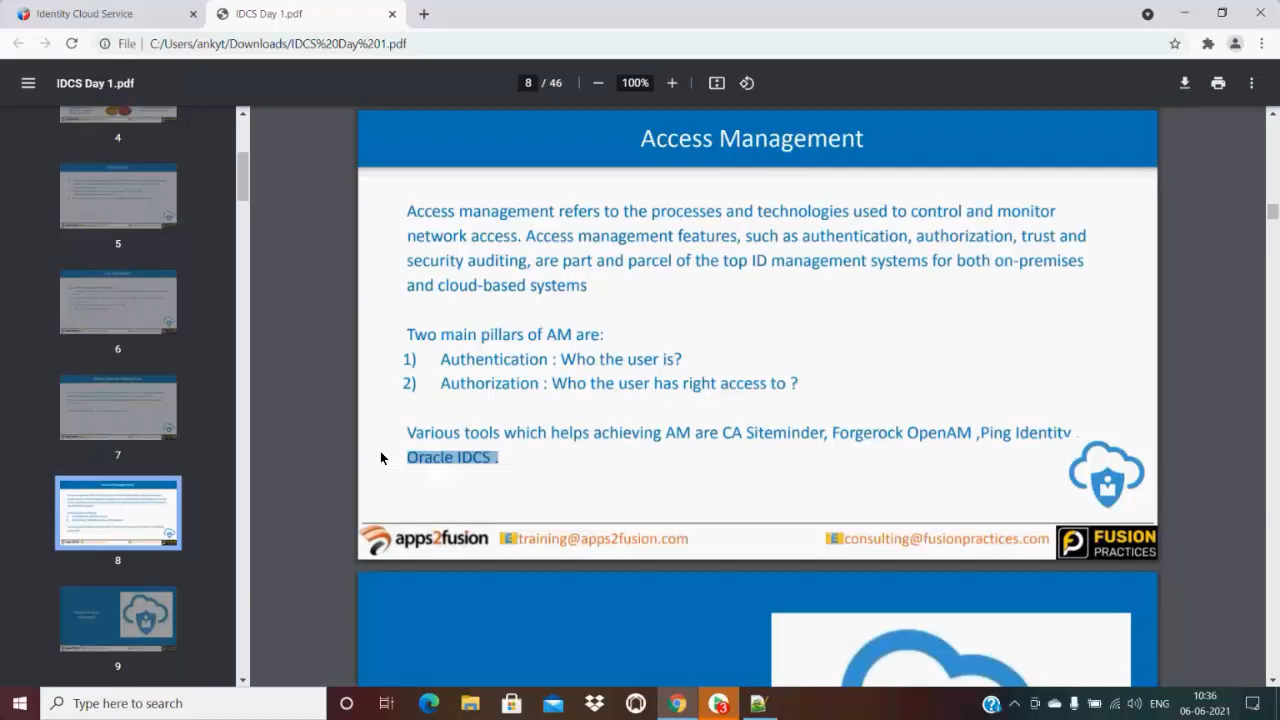 Identity Cloud Service
IDCS Day 1.pdf
File
C:/Users/ankyt/Downloads/IDCS%20Day%201.pdf
IDCS Day 1.pdf
8 / 46
100%
4
5
6
7
8
9
Access Management
Access management refers to the processes and technologies used to control and monitor
network access. Access management features, such as authentication, authorization, trust and
security auditing, are part and parcel of the top ID management systems for both on-premises
and cloud-based systems
Two main pillars of AM are:
1) Authentication : Who the user is?
2) Authorization : Who the user has right access to ?
Various tools which helps achieving AM are CA Siteminder, Forgerock OpenAM ,Ping Identity
Oracle IDCS .
apps2fusion
training@apps2fusion.com
consulting@fusionpractices.com
FUSION
PRACTICES
Type here to search
3
ENG
10:36
06-06-2021